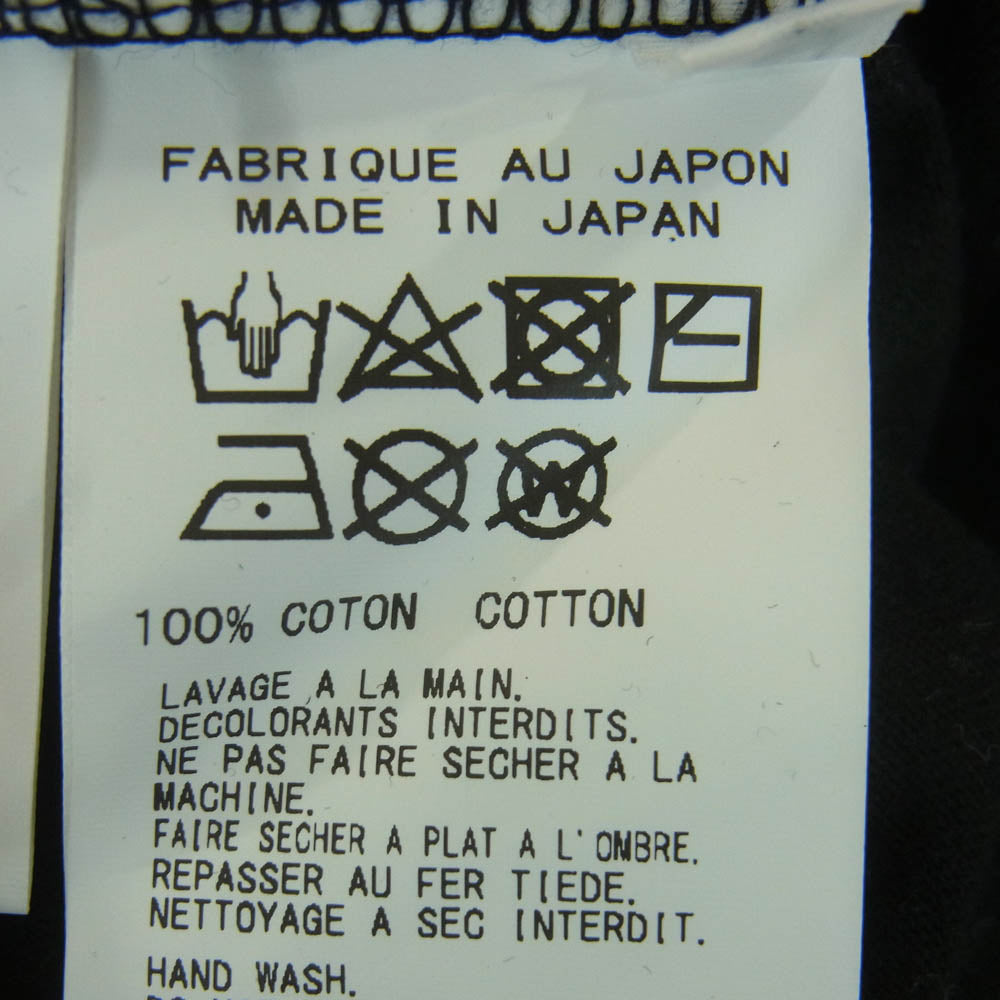 FABRIQUE AU JAPON
MADE IN JAPAN
W
100% COTON COTTON
LAVAGE A LA MAIN.
DECOLORANTS INTERDITS.
NE PAS FAIRE SECHER A LA
MACHINE.
FAIRE SECHER A PLAT A L'OMBRE.
REPASSER AU FER TIEDE.
NETTOYAGE A SEC INTERDIT.
HAND WASH.